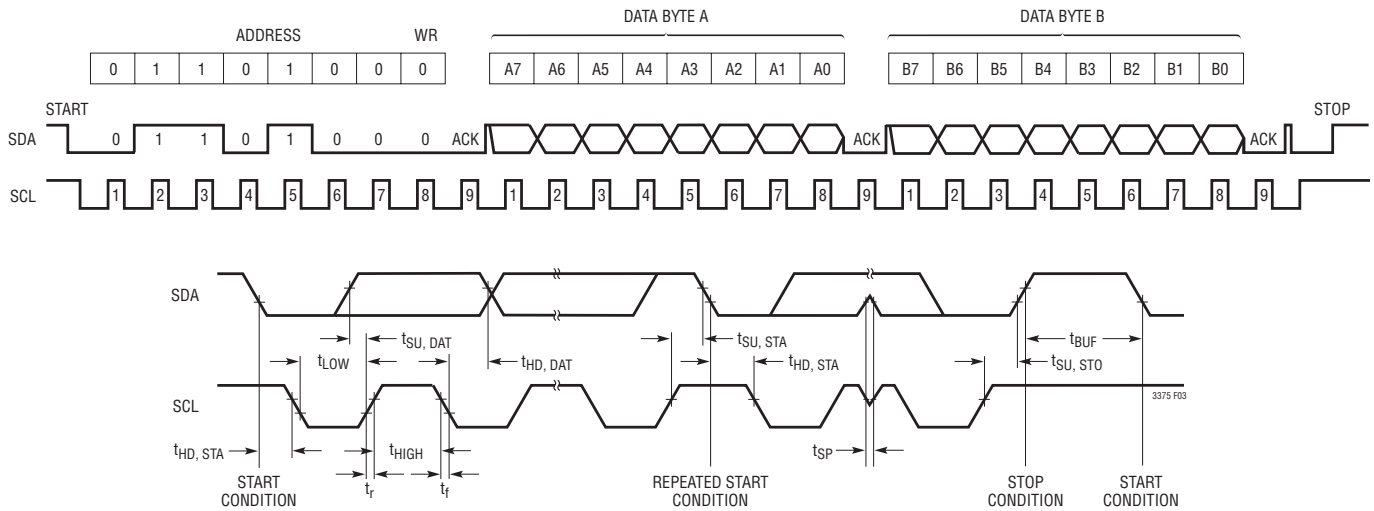 DATA BYTE A DATA BYTE B
ADDRESS WR
0 1 1 0 1 0 0 0 A7 A6 A5 A4 A3 A2 A1 A0 B7 B6 B5 B4 B3 B2 B1 B0
START STOP
SDA 0 1 1 0 1 0 0 0 ACK ACK ACK
SCL 1 2 3 4 5 6 7 8 9 1 2 3 4 5 6 7 8 9 1 2 3 4 5 6 7 8 9
SDA
tSU, DAT tSU, STA tBUF
tLOW tHD, DAT tHD, STA tSU, STO
SCL
3375 F03
tHD, STA tHIGH tSP
tr tf
START CONDITION
REPEATED START CONDITION
STOP CONDITION
START CONDITION